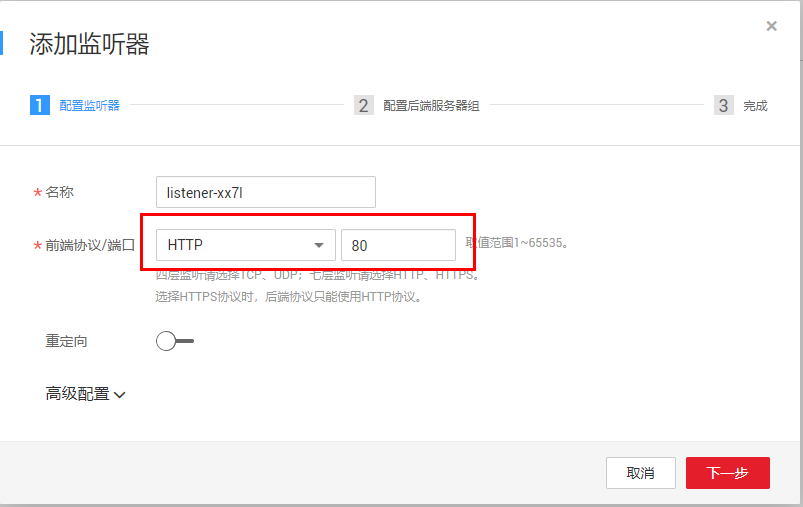 添加监听器
×
1 配置监听器 2 配置后端服务器组 3 完成
* 名称 listener-xx7l
* 前端协议/端口 HTTP 80 取值范围1~65535。
四层监听请选择TCP、UDP；七层监听请选择HTTP、HTTPS。
选择HTTPS协议时，后端协议只能使用HTTP协议。
重定向
高级配置
取消 下一步